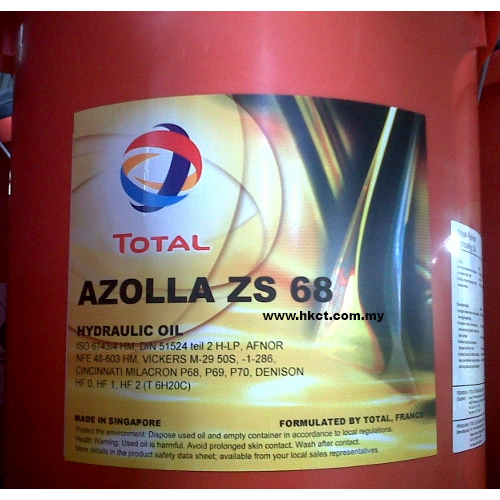 TOTAL
AZOLLA ZS 68
www.hkct.com.my
HYDRAULIC OIL
ISO 6743/4 HM, DIN 51524 teil 2 H-LP, AFNOR
NFE 48-603 HM, VICKERS M-29 50S, -1-286,
CINCINNATI MILACRON P68, P69, P70, DENISON
HF 0, HF 1, HF 2 (T 6H20C)
MADE IN SINGAPORE
FORMULATED BY TOTAL, FRANCE
Protect the environment: Dispose used oil and empty container in accordance to local regulations.
Health Warning: Used oil is harmful. Avoid prolonged skin contact. Wash after contact.
More details in the product safety data sheet; available from your local sales representatives.